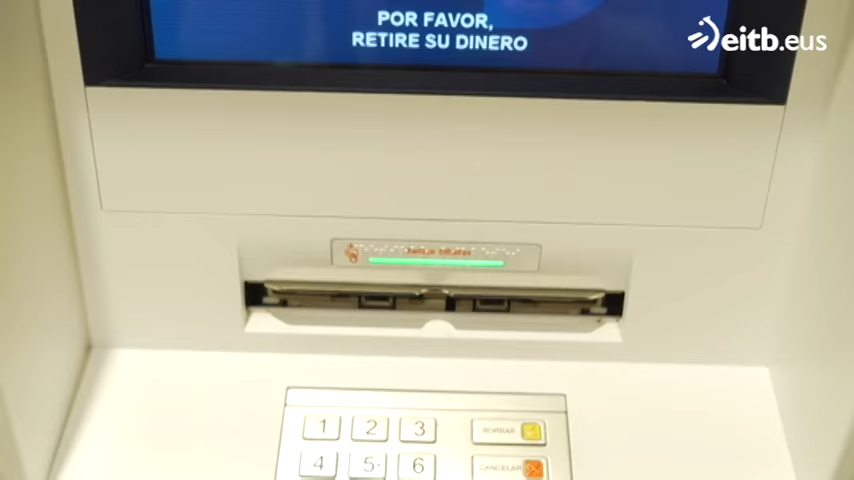 POR FAVOR,
RETIRE SU DINERO
eitb.eus
1 2 3 BORRAR
4 5 6 CANCELAR